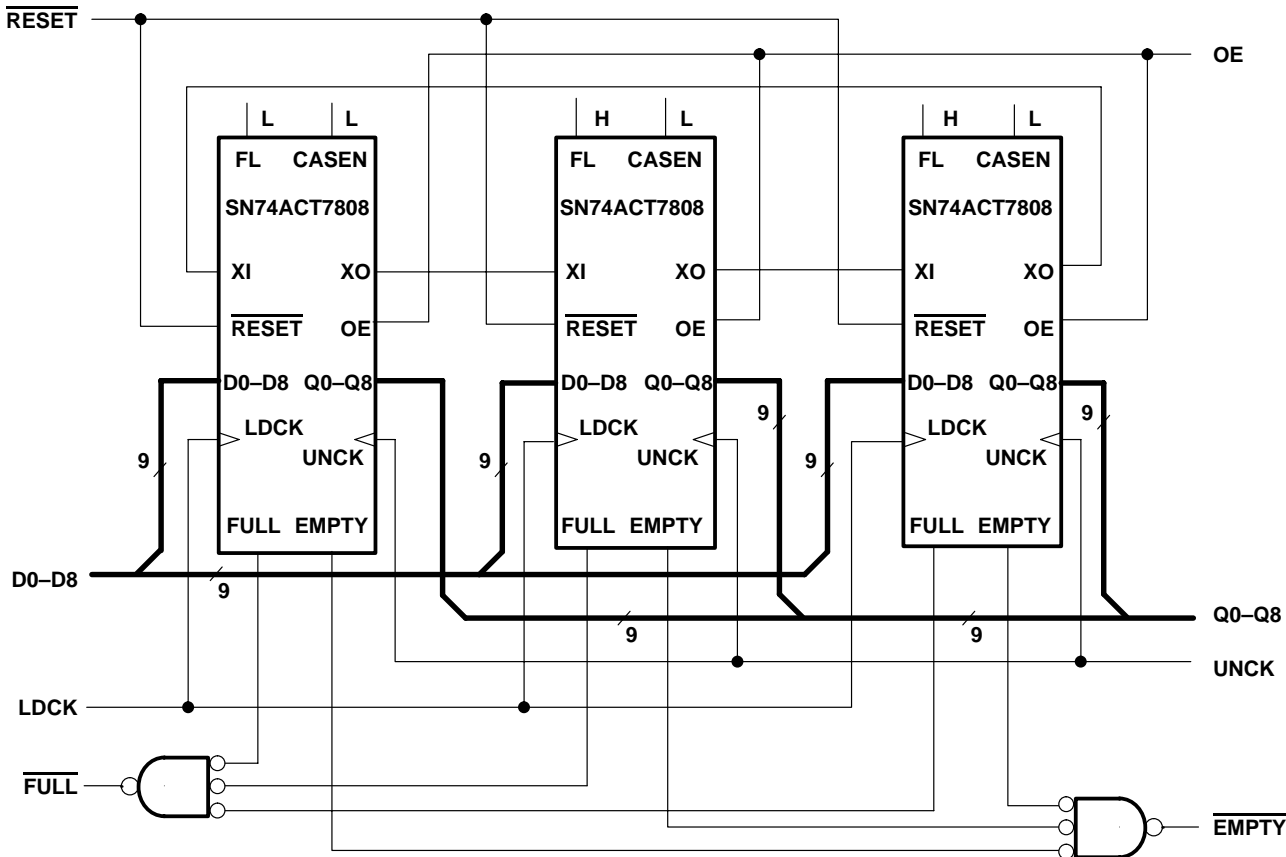 RESET
OE
L L
H L
H L
FL CASEN
FL CASEN
FL CASEN
SN74ACT7808
SN74ACT7808
SN74ACT7808
XI XO
XI XO
XI XO
RESET OE
RESET OE
RESET OE
D0–D8 Q0–Q8
D0–D8 Q0–Q8
D0–D8 Q0–Q8
9
9
LDCK
LDCK
LDCK
UNCK
UNCK
UNCK
9
9
9
FULL EMPTY
FULL EMPTY
FULL EMPTY
D0–D8
9
Q0–Q8
9
9
UNCK
LDCK
FULL
EMPTY